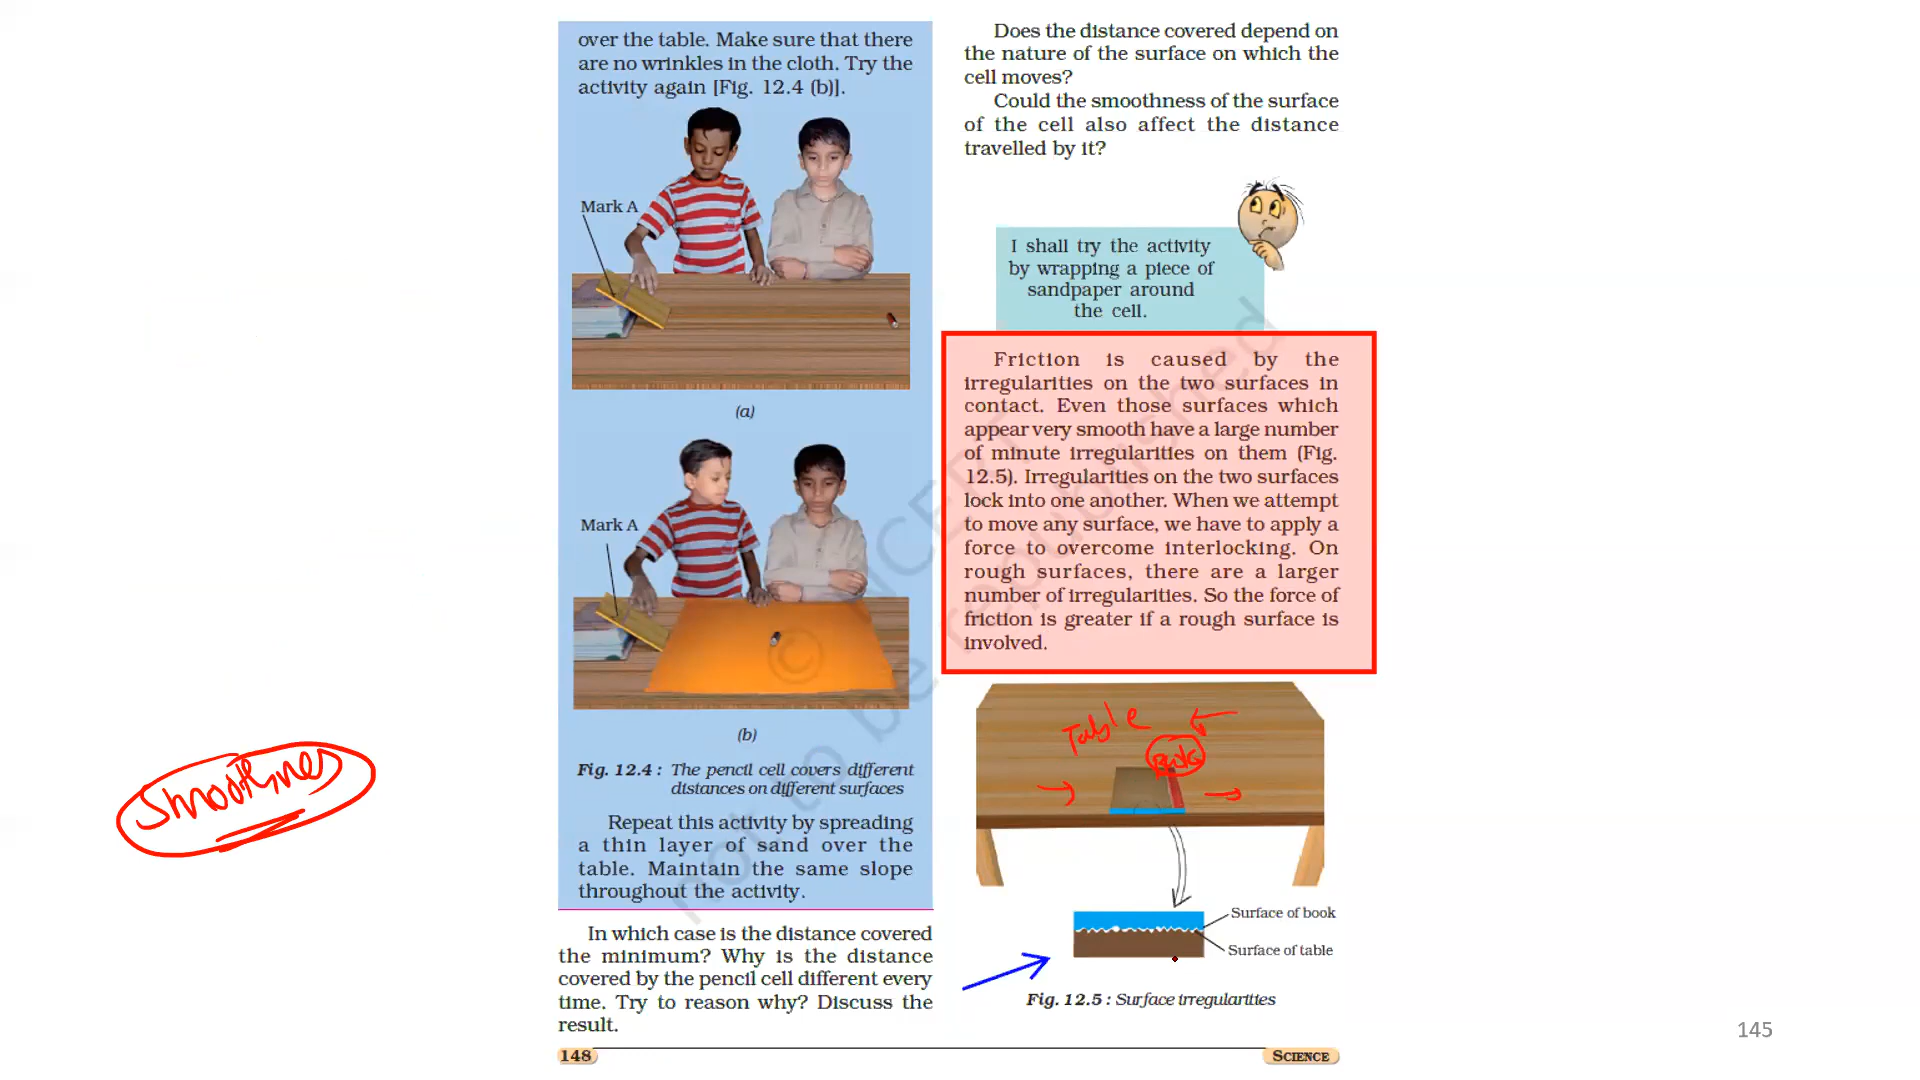 over the table. Make sure that there
are no wrinkles in the cloth. Try the
activity again [Fig. 12.4 (b)].
Mark A
(a)
Mark A
(b)
Fig. 12.4 : The pencil cell covers different
distances on different surfaces
Repeat this activity by spreading
a thin layer of sand over the
table. Maintain the same slope
throughout the activity.
In which case is the distance covered
the minimum? Why is the distance
covered by the pencil cell different every
time. Try to reason why? Discuss the
result.
Does the distance covered depend on
the nature of the surface on which the
cell moves?
Could the smoothness of the surface
of the cell also affect the distance
travelled by it?
I shall try the activity
by wrapping a piece of
sandpaper around
the cell.
Friction is caused by the
irregularities on the two surfaces in
contact. Even those surfaces which
appear very smooth have a large number
of minute irregularities on them (Fig.
12.5). Irregularities on the two surfaces
lock into one another. When we attempt
to move any surface, we have to apply a
force to overcome interlocking. On
rough surfaces, there are a larger
number of irregularities. So the force of
friction is greater if a rough surface is
involved.
Table
Surface of book
Surface of table
Fig. 12.5 : Surface irregularities
148
SCIENCE
145
© NCERT
not to be republished